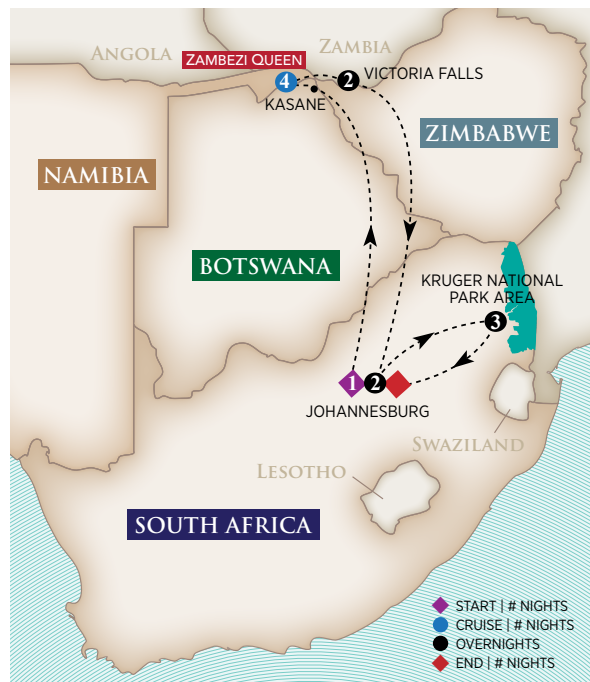 ANGOLA
ZAMBIA
ZAMBEZI QUEEN
4
2
VICTORIA FALLS
KASANE
ZIMBABWE
NAMIBIA
BOTSWANA
KRUGER NATIONAL
PARK AREA
3
1
2
JOHANNESBURG
SWAZILAND
LESOTHO
SOUTH AFRICA
START | # NIGHTS
CRUISE | # NIGHTS
OVERNIGHTS
END | # NIGHTS